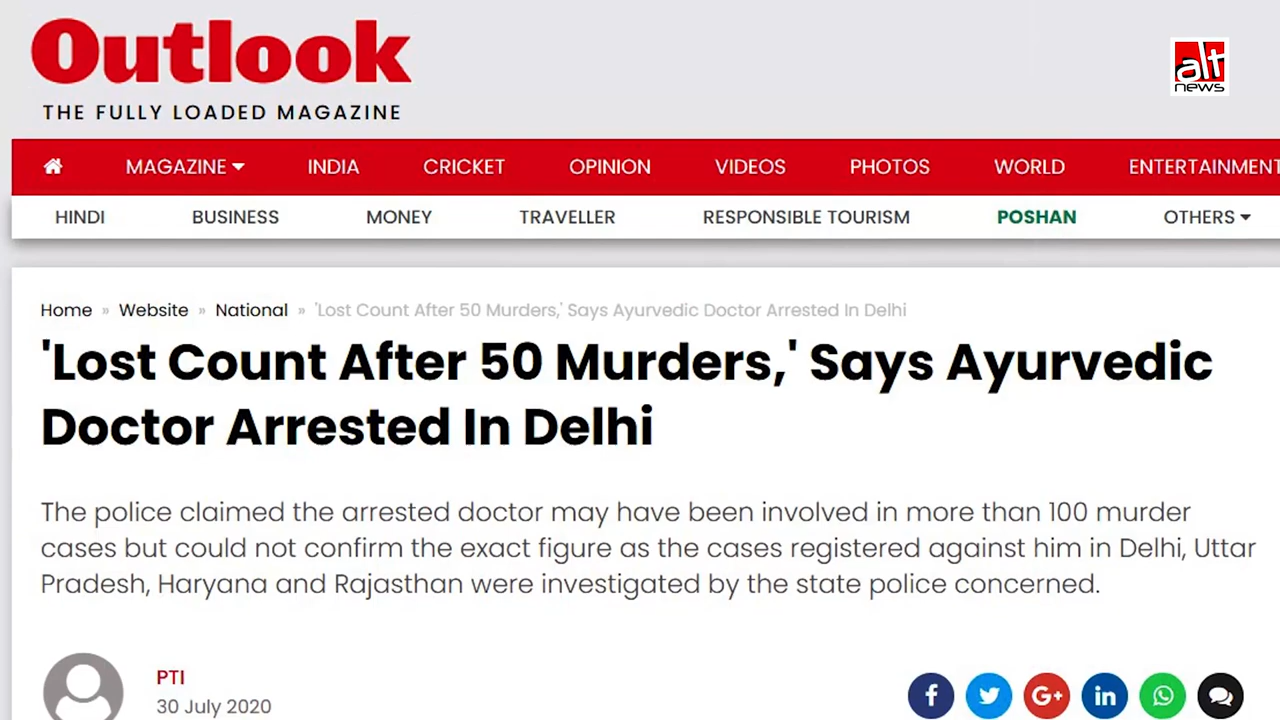 Outlook
THE FULLY LOADED MAGAZINE
alt
news
MAGAZINE INDIA CRICKET OPINION VIDEOS PHOTOS WORLD ENTERTAINMENT
HINDI BUSINESS MONEY TRAVELLER RESPONSIBLE TOURISM POSHAN OTHERS
Home » Website » National » 'Lost Count After 50 Murders,' Says Ayurvedic Doctor Arrested In Delhi
'Lost Count After 50 Murders,' Says Ayurvedic
Doctor Arrested In Delhi
The police claimed the arrested doctor may have been involved in more than 100 murder
cases but could not confirm the exact figure as the cases registered against him in Delhi, Uttar
Pradesh, Haryana and Rajasthan were investigated by the state police concerned.
PTI
30 July 2020
f G+ in